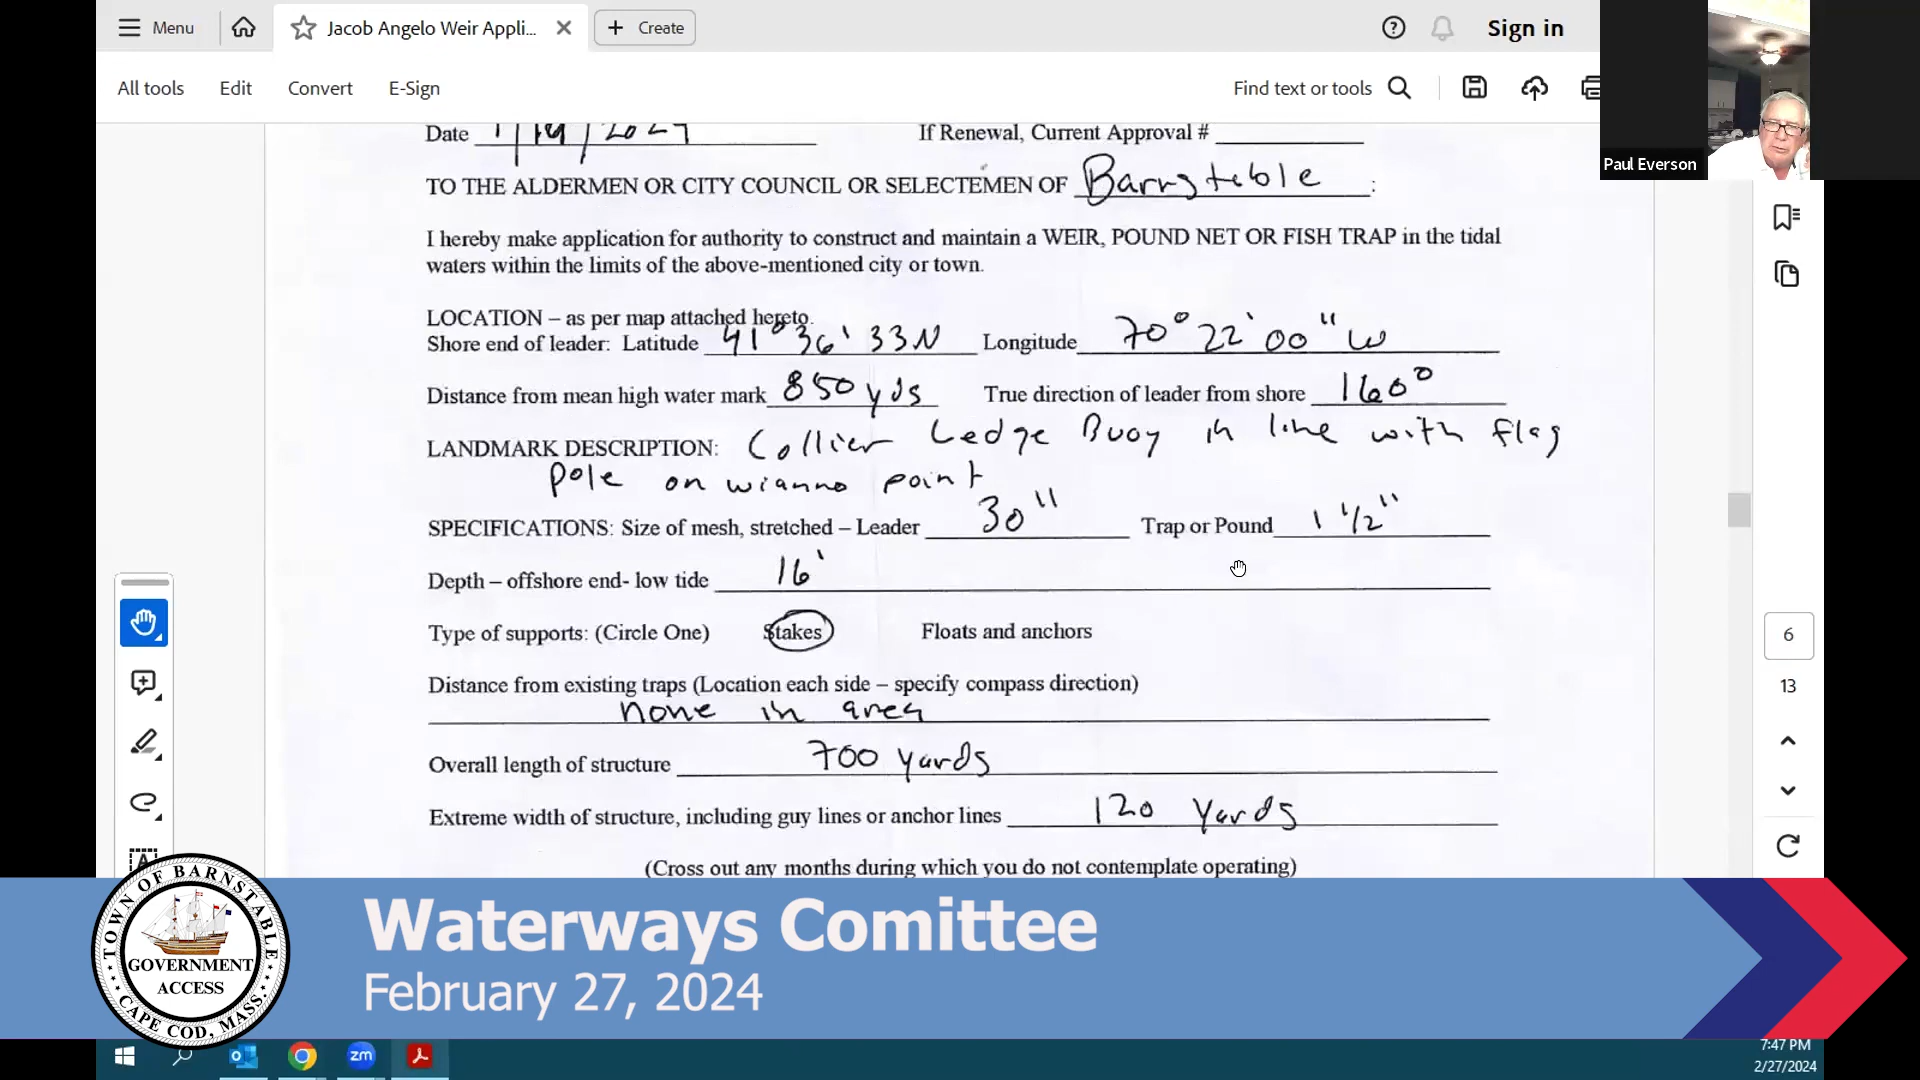 Menu
Jacob Angelo Weir Appli...
Create
Sign in
All tools
Edit
Convert
E-Sign
Find text or tools
Paul Everson
Date 1/19/2024 If Renewal, Current Approval #
TO THE ALDERMEN OR CITY COUNCIL OR SELECTEMEN OF Barnstable :
I hereby make application for authority to construct and maintain a WEIR, POUND NET OR FISH TRAP in the tidal
waters within the limits of the above-mentioned city or town.
LOCATION – as per map attached hereto.
Shore end of leader: Latitude 41° 36' 33 N Longitude 70° 22' 00" W
Distance from mean high water mark 850 yds True direction of leader from shore 160°
LANDMARK DESCRIPTION: Collier Ledge Buoy in line with flag
pole on wianno point
SPECIFICATIONS: Size of mesh, stretched – Leader 30" Trap or Pound 1 1/2"
Depth – offshore end- low tide 16'
Type of supports: (Circle One) Stakes Floats and anchors
Distance from existing traps (Location each side – specify compass direction)
none in area
Overall length of structure 700 yards
Extreme width of structure, including guy lines or anchor lines 120 yards
(Cross out any months during which you do not contemplate operating)
6
13
TOWN OF BARNSTABLE
GOVERNMENT
ACCESS
CAPE COD, MASS.
Waterways Comittee
February 27, 2024
zm
7:47 PM
2/27/2024